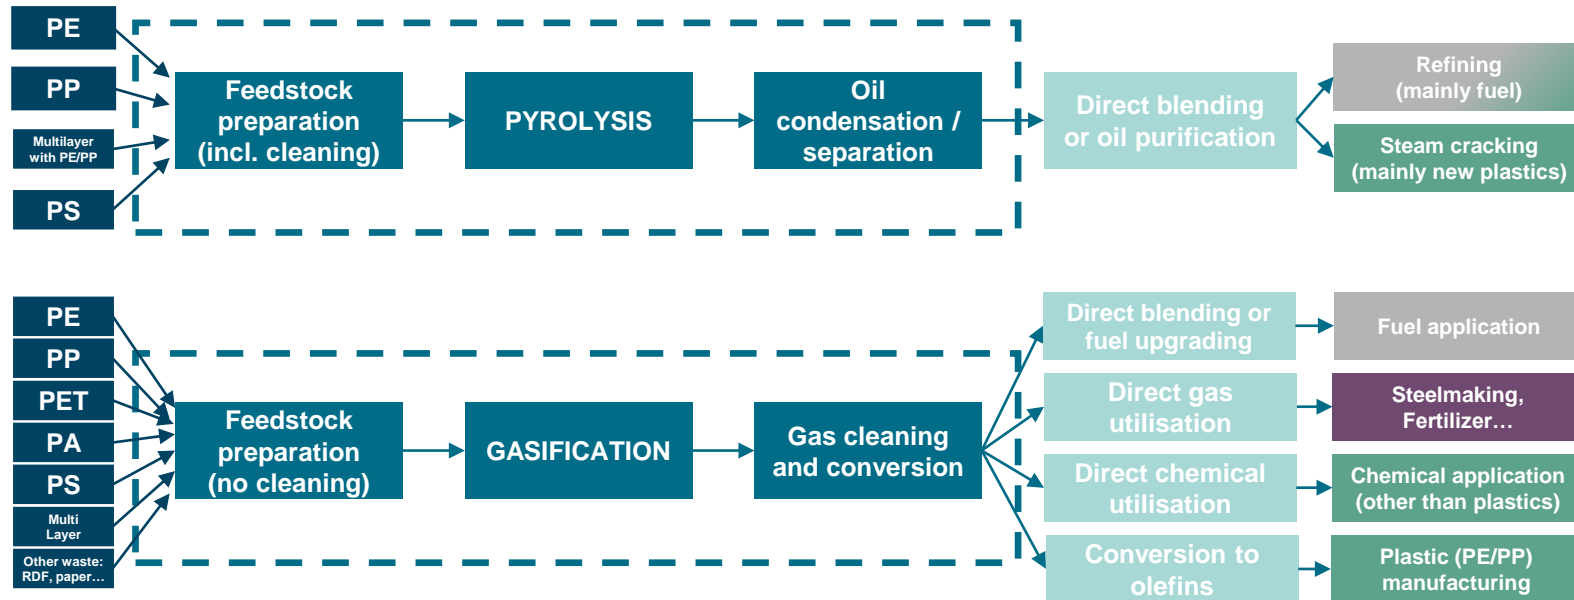 PE
PP
Multilayer
with PE/PP
PS
Feedstock
preparation
(incl. cleaning)
PYROLYSIS
Oil
condensation /
separation
Direct blending
or oil purification
Refining
(mainly fuel)
Steam cracking
(mainly new plastics)
PE
PP
PET
PA
PS
Multi
Layer
Other waste:
RDF, paper…
Feedstock
preparation
(no cleaning)
GASIFICATION
Gas cleaning
and conversion
Direct blending or
fuel upgrading
Fuel application
Direct gas
utilisation
Steelmaking,
Fertilizer…
Direct chemical
utilisation
Chemical application
(other than plastics)
Conversion to
olefins
Plastic (PE/PP)
manufacturing